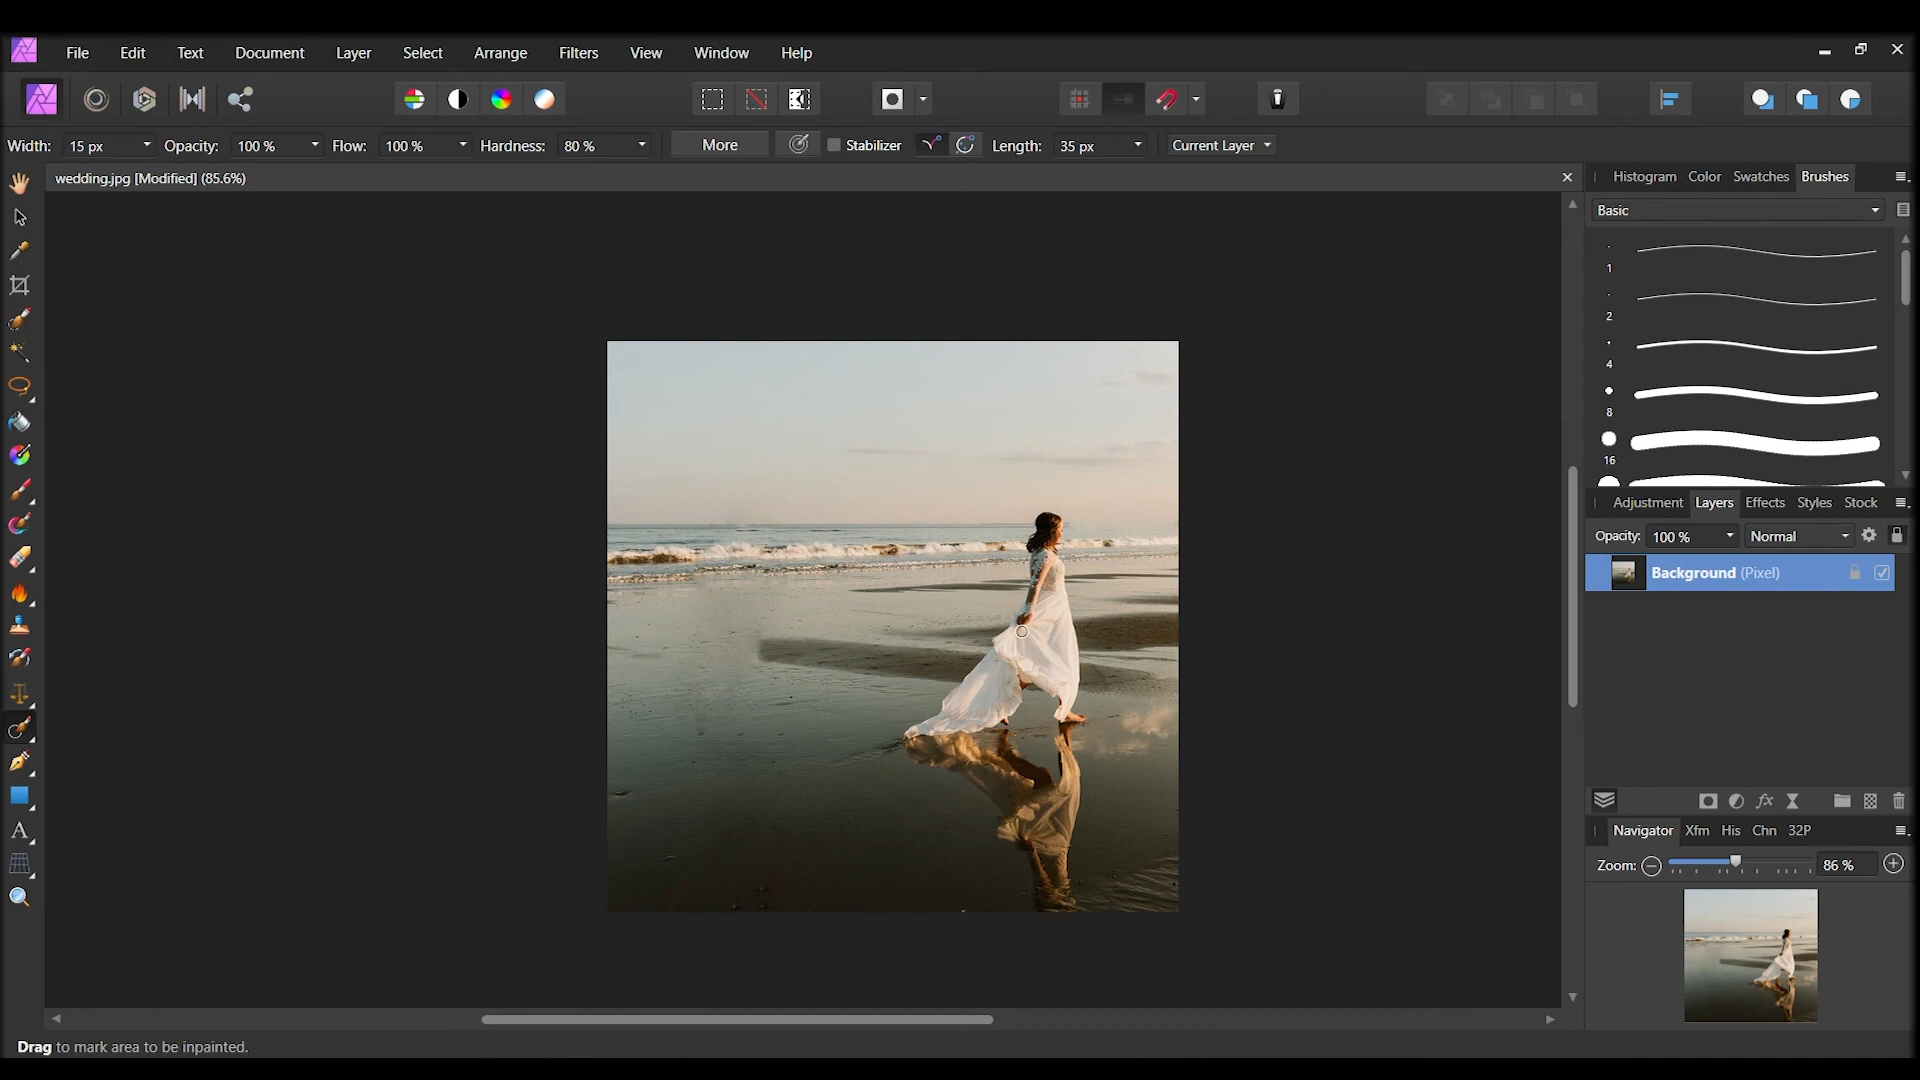 File Edit Text Document Layer Select Arrange Filters View Window Help
Width: 15 px Opacity: 100 % Flow: 100 % Hardness: 80 % More Stabilizer Length: 35 px Current Layer
wedding.jpg [Modified] (85.6%)
Histogram Color Swatches Brushes
Basic
1
2
4
8
16
Adjustment Layers Effects Styles Stock
Opacity: 100 % Normal
Background (Pixel)
Navigator Xfm His Chn 32P
Zoom: 86 %
Drag to mark area to be inpainted.